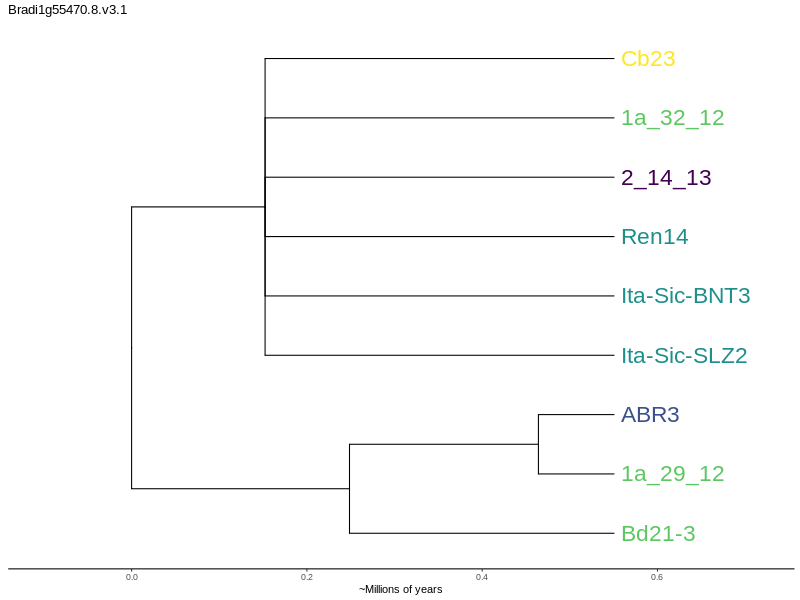 Bradi1g55470.8.v3.1
Cb23
1a_32_12
2_14_13
Ren14
Ita-Sic-BNT3
Ita-Sic-SLZ2
ABR3
1a_29_12
Bd21-3
0.0 0.2 0.4 0.6
~Millions of years